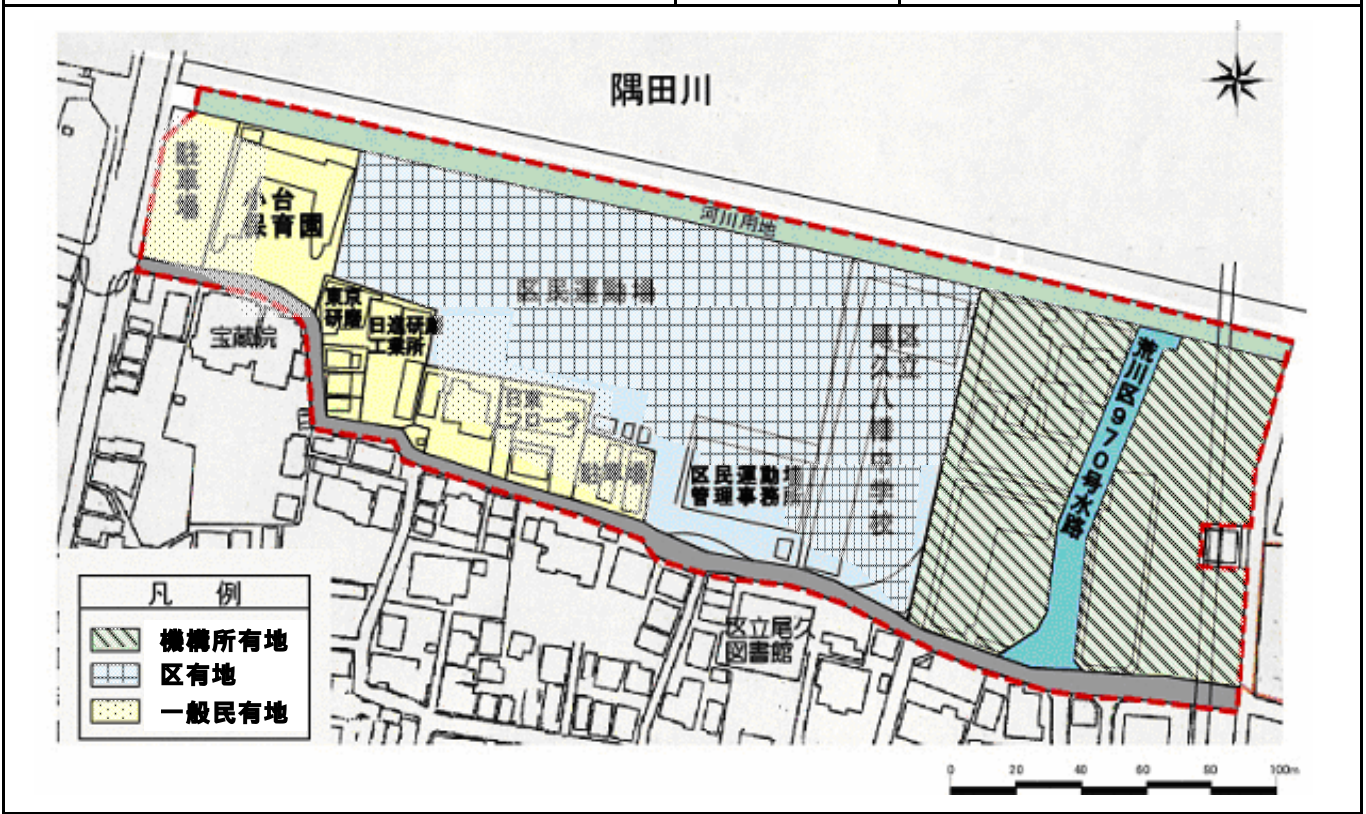 隅田川
河川用地
駐車場
小台
保育園
東京
研磨
日進研磨
工業所
宝蔵院
区民運動場
区立
尾久八幡中学校
荒川区970号水路
駐車場
区民運動場
管理事務所
区立尾久
図書館
凡 例
機構所有地
区有地
一般民有地
0 20 40 60 80 100m